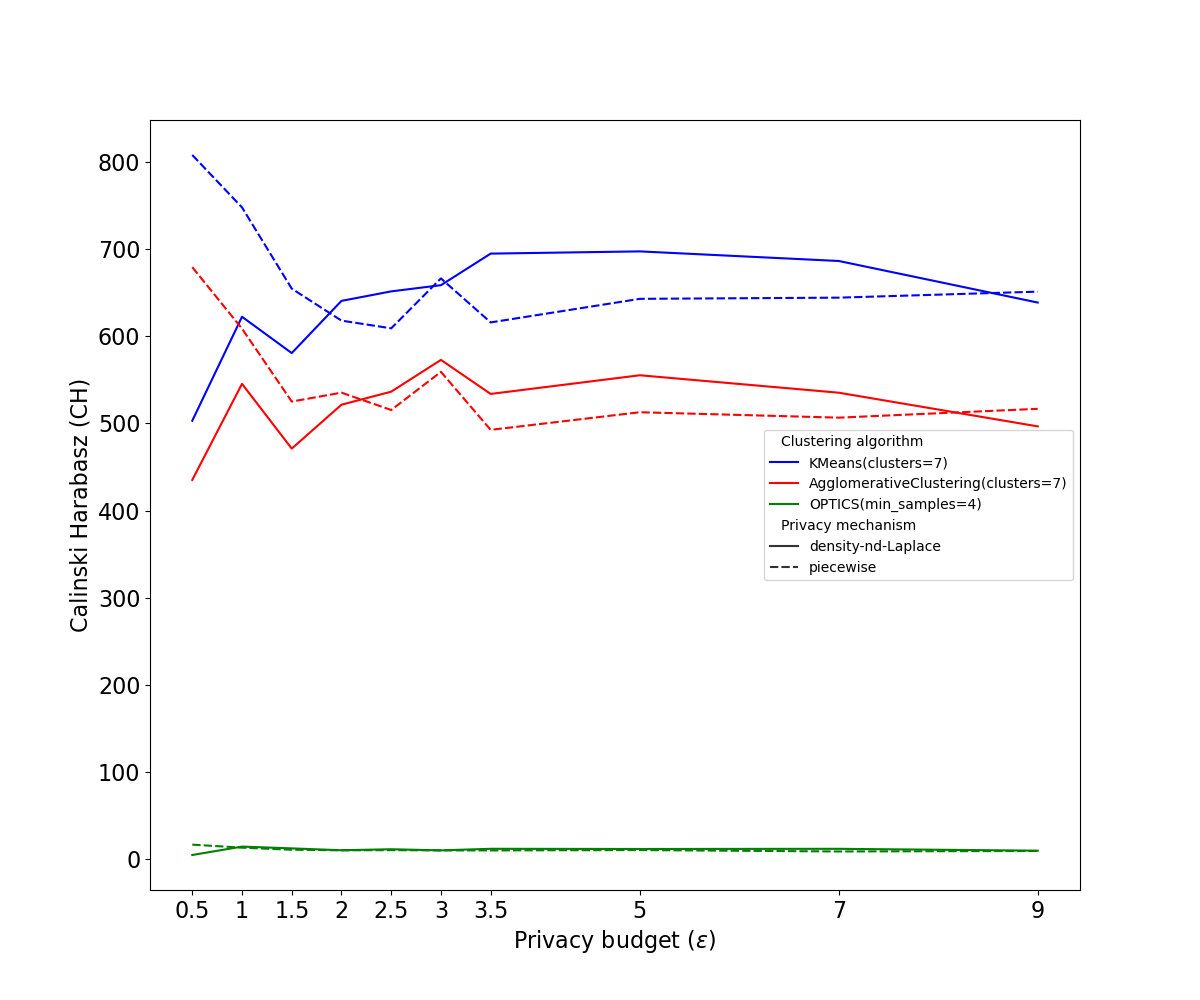 800
700
600
500
400
300
200
100
0
Calinski Harabasz (CH)
Clustering algorithm
KMeans(clusters=7)
AgglomerativeClustering(clusters=7)
OPTICS(min_samples=4)
Privacy mechanism
density-nd-Laplace
piecewise
0.5 1 1.5 2 2.5 3 3.5 5 7 9
Privacy budget (ε)